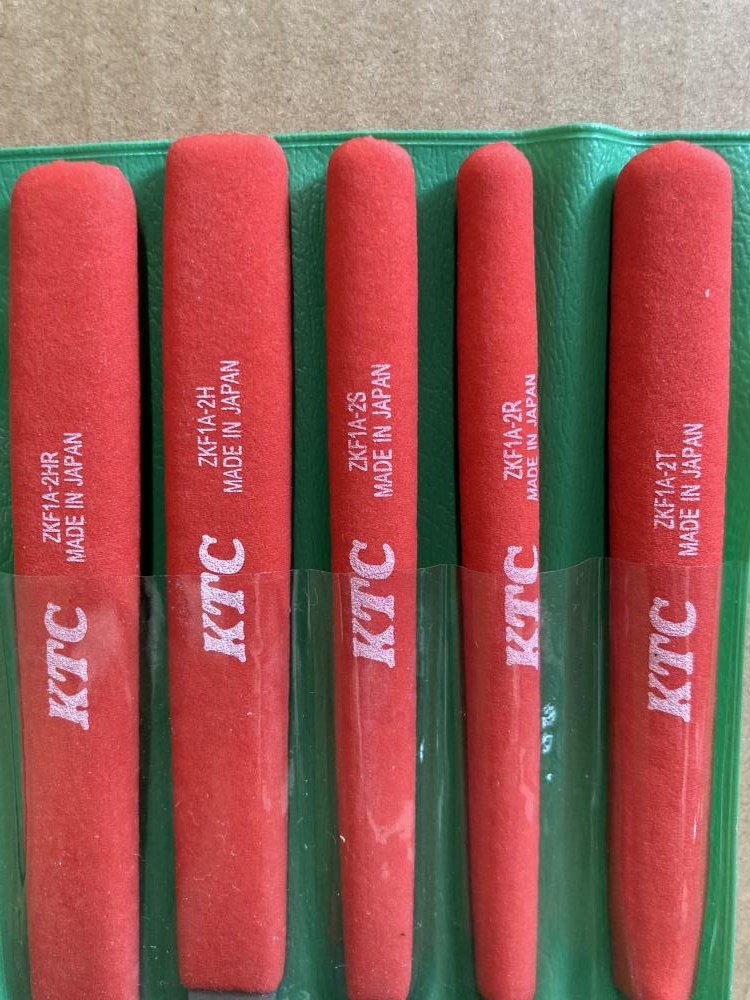 ZKF1A-2HR
MADE IN JAPAN
KTC
ZKF1A-2H
MADE IN JAPAN
KTC
ZKF1A-2S
MADE IN JAPAN
KTC
ZKF1A-2R
MADE IN JAPAN
KTC
ZKF1A-2T
MADE IN JAPAN
KTC